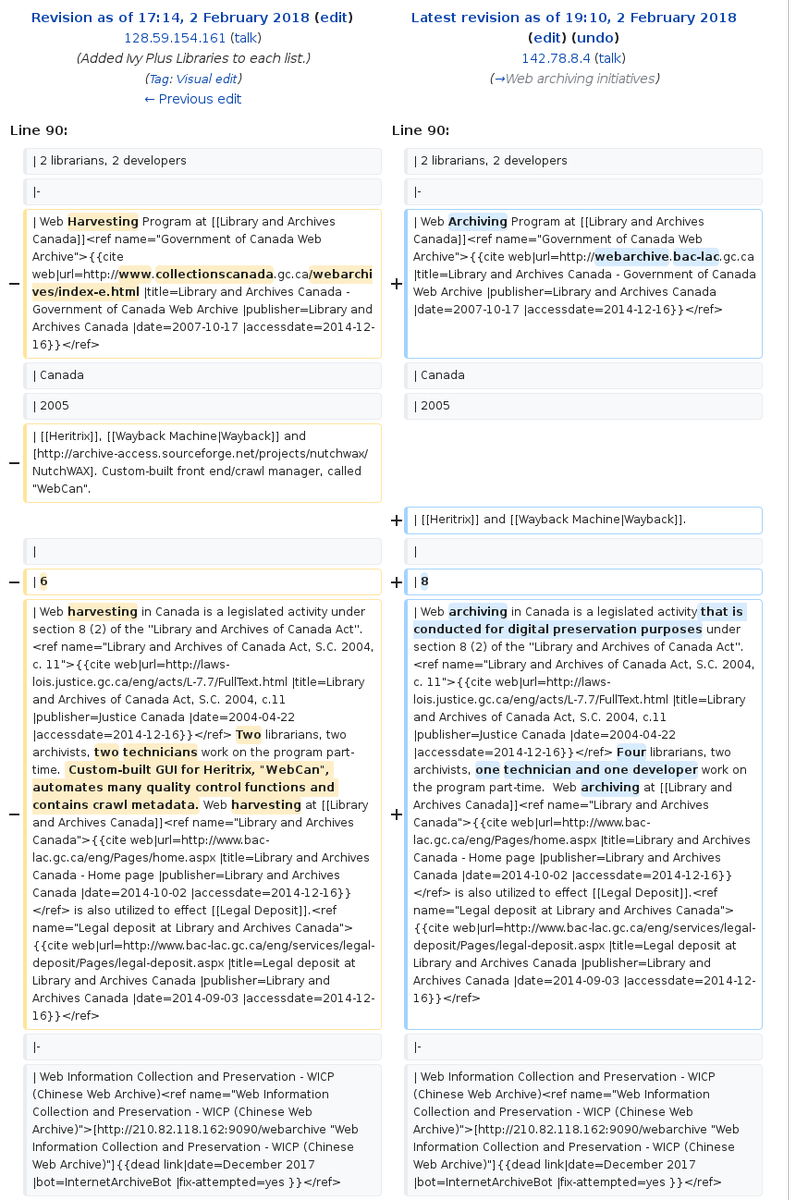 Revision as of 17:14, 2 February 2018 (edit)
128.59.154.161 (talk)
(Added Ivy Plus Libraries to each list.)
(Tag: Visual edit)
← Previous edit
Latest revision as of 19:10, 2 February 2018
(edit) (undo)
142.78.8.4 (talk)
(→Web archiving initiatives)
Line 90:
Line 90:
| 2 librarians, 2 developers
| 2 librarians, 2 developers
|-
|-
−
| Web Harvesting Program at [[Library and Archives
Canada]]<ref name="Government of Canada Web
Archive">{{cite
web|url=http://www.collectionscanada.gc.ca/webarchi
ves/index-e.html |title=Library and Archives Canada -
Government of Canada Web Archive |publisher=Library and
Archives Canada |date=2007-10-17 |accessdate=2014-12-
16}}</ref>
+
| Web Archiving Program at [[Library and Archives
Canada]]<ref name="Government of Canada Web
Archive">{{cite web|url=http://webarchive.bac-lac.gc.ca
|title=Library and Archives Canada - Government of Canada
Web Archive |publisher=Library and Archives Canada
|date=2007-10-17 |accessdate=2014-12-16}}</ref>
| Canada
| Canada
| 2005
| 2005
−
| [[Heritrix]], [[Wayback Machine|Wayback]] and
[http://archive-access.sourceforge.net/projects/nutchwax/
NutchWAX]. Custom-built front end/crawl manager, called
"WebCan".
+
| [[Heritrix]] and [[Wayback Machine|Wayback]].
|
|
−
| 6
+
| 8
−
| Web harvesting in Canada is a legislated activity under
section 8 (2) of the "Library and Archives of Canada Act".
<ref name="Library and Archives of Canada Act, S.C. 2004,
c. 11">{{cite web|url=http://laws-
lois.justice.gc.ca/eng/acts/L-7.7/FullText.html |title=Library
and Archives of Canada Act, S.C. 2004, c.11
|publisher=Justice Canada |date=2004-04-22
|accessdate=2014-12-16}}</ref> Two librarians, two
archivists, two technicians work on the program part-
time. Custom-built GUI for Heritrix, "WebCan",
automates many quality control functions and
contains crawl metadata. Web harvesting at [[Library
and Archives Canada]]<ref name="Library and Archives
Canada">{{cite web|url=http://www.bac-
lac.gc.ca/eng/Pages/home.aspx |title=Library and Archives
Canada - Home page |publisher=Library and Archives
Canada |date=2014-10-02 |accessdate=2014-12-16}}
</ref> is also utilized to effect [[Legal Deposit]].<ref
name="Legal deposit at Library and Archives Canada">
{{cite web|url=http://www.bac-lac.gc.ca/eng/services/legal-
deposit/Pages/legal-deposit.aspx |title=Legal deposit at
Library and Archives Canada |publisher=Library and
Archives Canada |date=2014-09-03 |accessdate=2014-12-
16}}</ref>
+
| Web archiving in Canada is a legislated activity that is
conducted for digital preservation purposes under
section 8 (2) of the "Library and Archives of Canada Act".
<ref name="Library and Archives of Canada Act, S.C. 2004,
c. 11">{{cite web|url=http://laws-
lois.justice.gc.ca/eng/acts/L-7.7/FullText.html |title=Library
and Archives of Canada Act, S.C. 2004, c.11
|publisher=Justice Canada |date=2004-04-22
|accessdate=2014-12-16}}</ref> Four librarians, two
archivists, one technician and one developer work on
the program part-time. Web archiving at [[Library and
Archives Canada]]<ref name="Library and Archives
Canada">{{cite web|url=http://www.bac-
lac.gc.ca/eng/Pages/home.aspx |title=Library and Archives
Canada - Home page |publisher=Library and Archives
Canada |date=2014-10-02 |accessdate=2014-12-16}}
</ref> is also utilized to effect [[Legal Deposit]].<ref
name="Legal deposit at Library and Archives Canada">
{{cite web|url=http://www.bac-lac.gc.ca/eng/services/legal-
deposit/Pages/legal-deposit.aspx |title=Legal deposit at
Library and Archives Canada |publisher=Library and
Archives Canada |date=2014-09-03 |accessdate=2014-12-
16}}</ref>
|-
|-
| Web Information Collection and Preservation - WICP
(Chinese Web Archive)<ref name="Web Information
Collection and Preservation - WICP (Chinese Web
Archive)">[http://210.82.118.162:9090/webarchive "Web
Information Collection and Preservation - WICP (Chinese
Web Archive)"]{{dead link|date=December 2017
|bot=InternetArchiveBot |fix-attempted=yes }}</ref>
| Web Information Collection and Preservation - WICP
(Chinese Web Archive)<ref name="Web Information
Collection and Preservation - WICP (Chinese Web
Archive)">[http://210.82.118.162:9090/webarchive "Web
Information Collection and Preservation - WICP (Chinese
Web Archive)"]{{dead link|date=December 2017
|bot=InternetArchiveBot |fix-attempted=yes }}</ref>